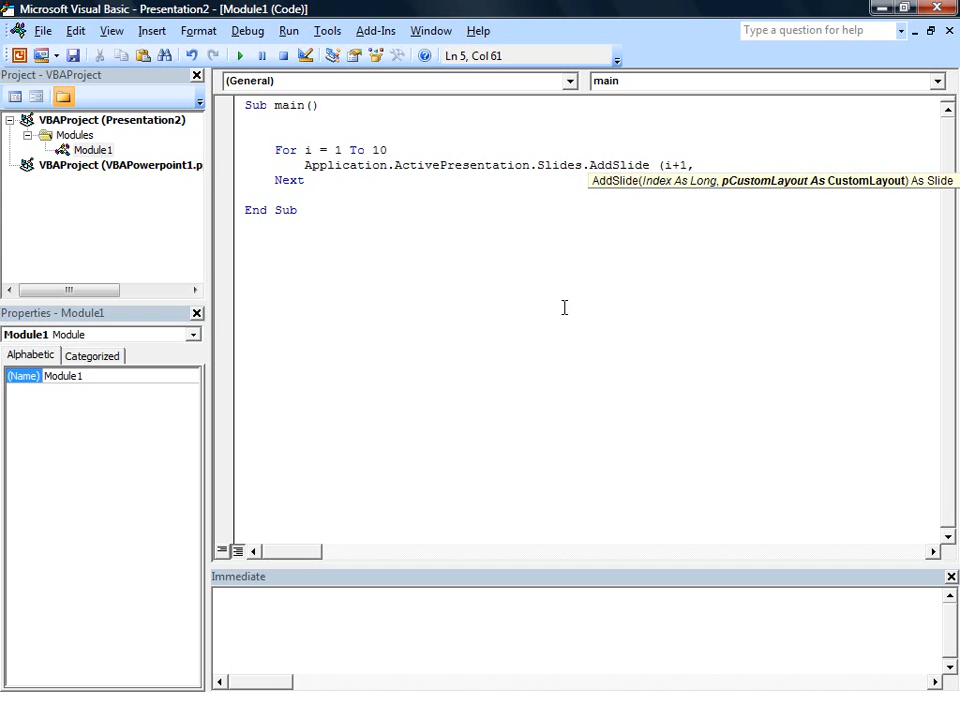 Microsoft Visual Basic - Presentation2 - [Module1 (Code)]
File Edit View Insert Format Debug Run Tools Add-Ins Window Help
Type a question for help
Ln 5, Col 61
Project - VBAProject
(General)
main
VBAProject (Presentation2)
Modules
Module1
VBAProject (VBAPowerpoint1.p
Sub main()
For i = 1 To 10
Application.ActivePresentation.Slides.AddSlide (i+1,
Next
AddSlide(Index As Long, pCustomLayout As CustomLayout) As Slide
End Sub
Properties - Module1
Module1 Module
Alphabetic Categorized
(Name) Module1
Immediate